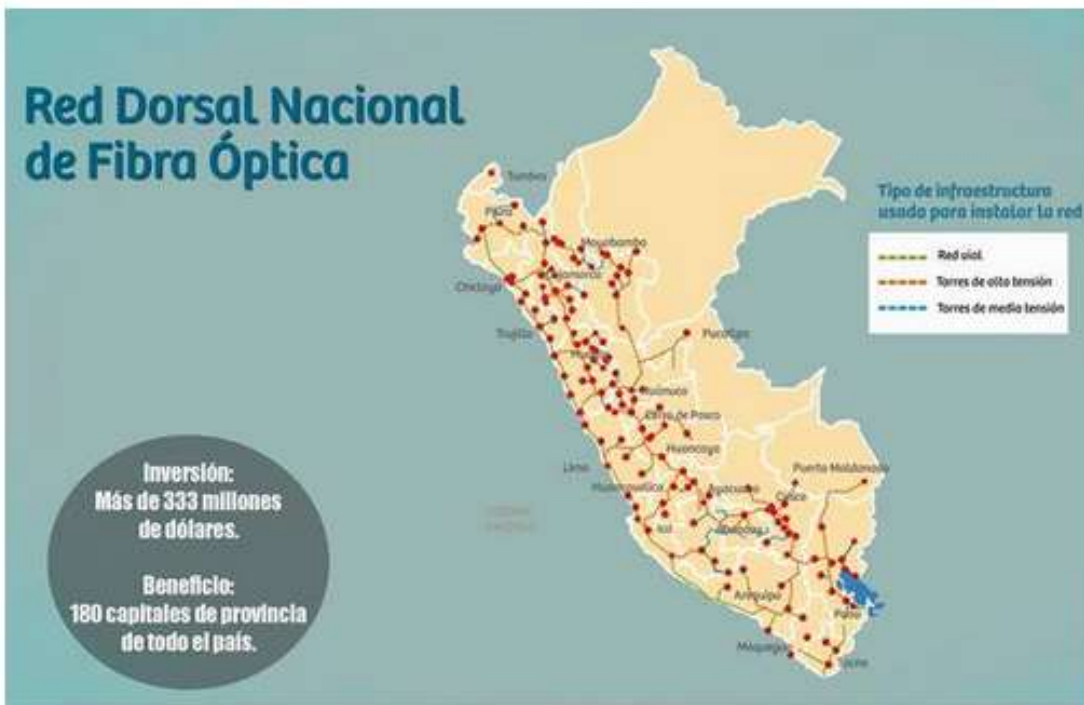 Red Dorsal Nacional
de Fibra Óptica
Tipo de infraestructura
usada para instalar la red
Red vial
Torres de alta tensión
Torres de media tensión
Tumbes
Piura
Moyobamba
Cajamarca
Chiclayo
Trujillo
Pucallpa
Huaraz
Huánuco
Cerro de Pasco
Huancayo
Lima
Puerto Maldonado
Huancavelica
Ayacucho
Cusco
Abancay
Ica
Arequipa
Puno
Moquegua
Tacna
Inversión:
Más de 333 millones
de dólares.
Beneficio:
180 capitales de provincia
de todo el país.